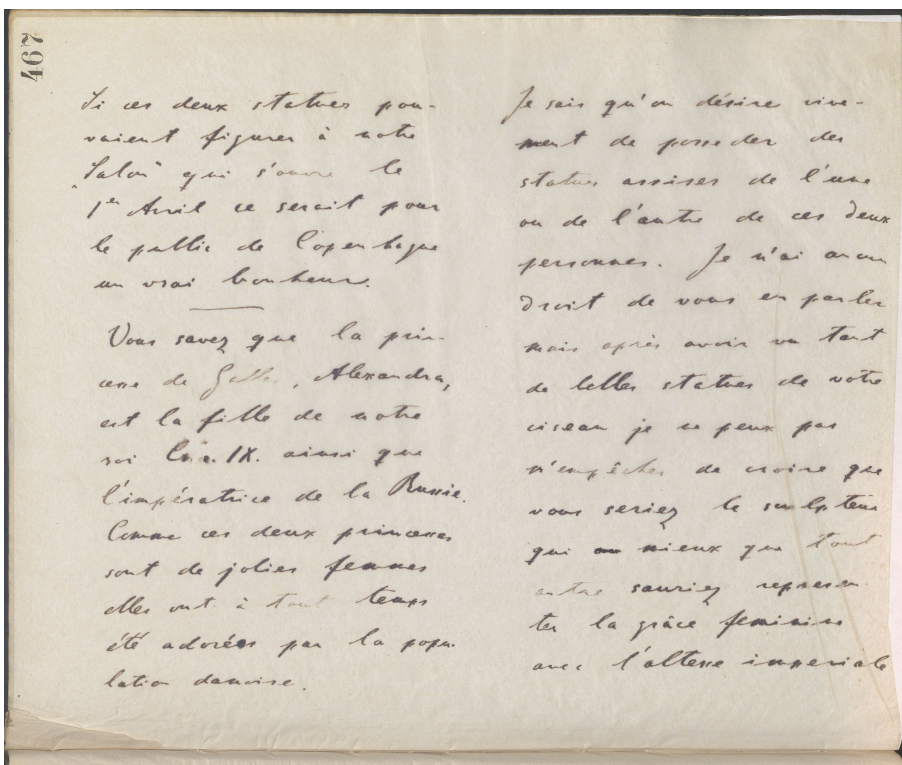 467
Si ces deux statues pou-
vaient figurer à notre
„Salon" qui s'ouvre le
1er Avril ce serait pour
le public de Copenhague
un vrai bonheur.
Vous savez que la prin-
cesse de Galles, Alexandra,
est la fille de notre
roi Chr. IX. ainsi que
l'impératrice de la Russie.
Comme ces deux princesses
sont de jolies femmes
elles ont à tout temps
été adorées par la popu-
lation danoise.
Je sais qu'on désire vive-
ment de posseder des
statues assises de l'une
ou de l'autre de ces deux
personnes. Je n'ai aucun
droit de vous en parler
mais après avoir vu tant
de belles statues de votre
ciseau je ne peux pas
n'empêcher de croire que
vous seriez le sculpteur
qui mieux que tout
autre sauriez represen-
ter la grâce feminine
avec l'altesse imperiale